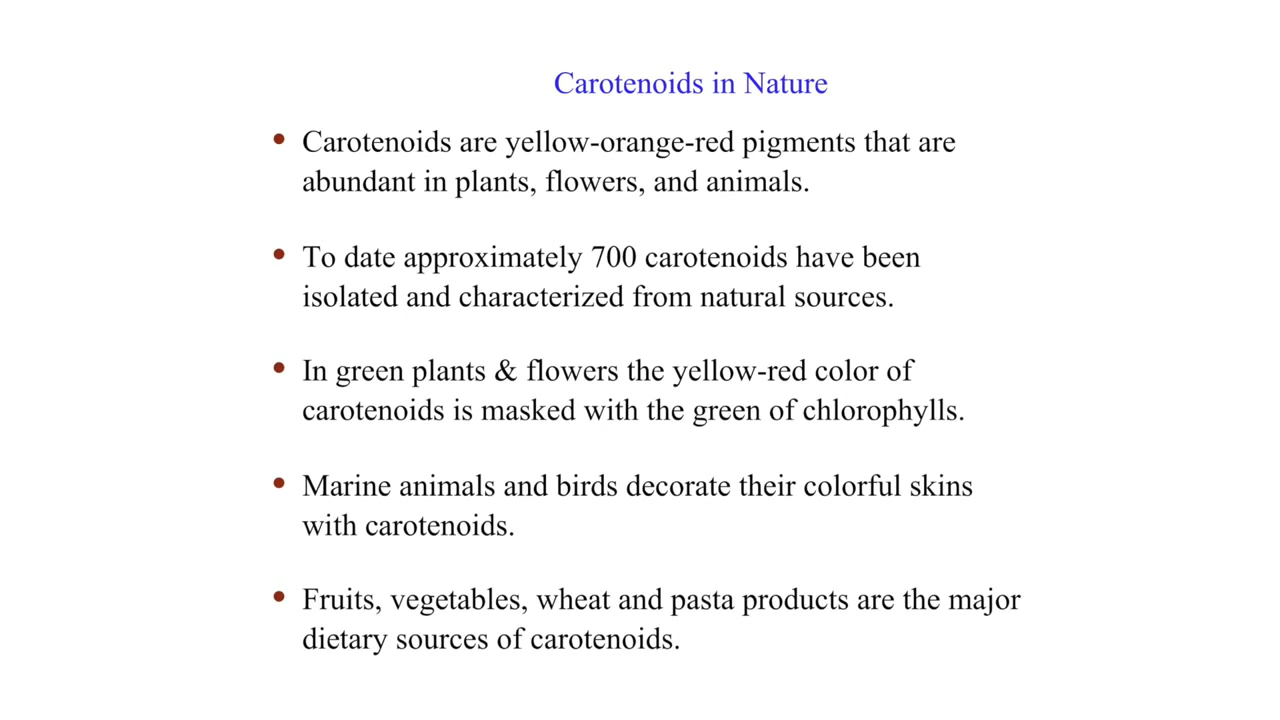 Carotenoids in Nature
• Carotenoids are yellow-orange-red pigments that are
abundant in plants, flowers, and animals.
• To date approximately 700 carotenoids have been
isolated and characterized from natural sources.
• In green plants & flowers the yellow-red color of
carotenoids is masked with the green of chlorophylls.
• Marine animals and birds decorate their colorful skins
with carotenoids.
• Fruits, vegetables, wheat and pasta products are the major
dietary sources of carotenoids.